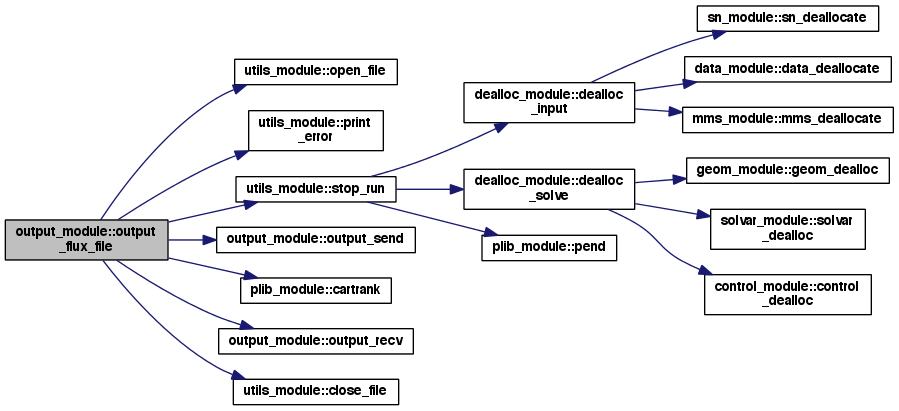 output_module::output
_flux_file
utils_module::open_file
utils_module::print
_error
utils_module::stop_run
output_module::output_send
plib_module::cartrank
output_module::output_recv
utils_module::close_file
dealloc_module::dealloc
_input
dealloc_module::dealloc
_solve
plib_module::pend
sn_module::sn_deallocate
data_module::data_deallocate
mms_module::mms_deallocate
geom_module::geom_dealloc
solvar_module::solvar
_dealloc
control_module::control
_dealloc